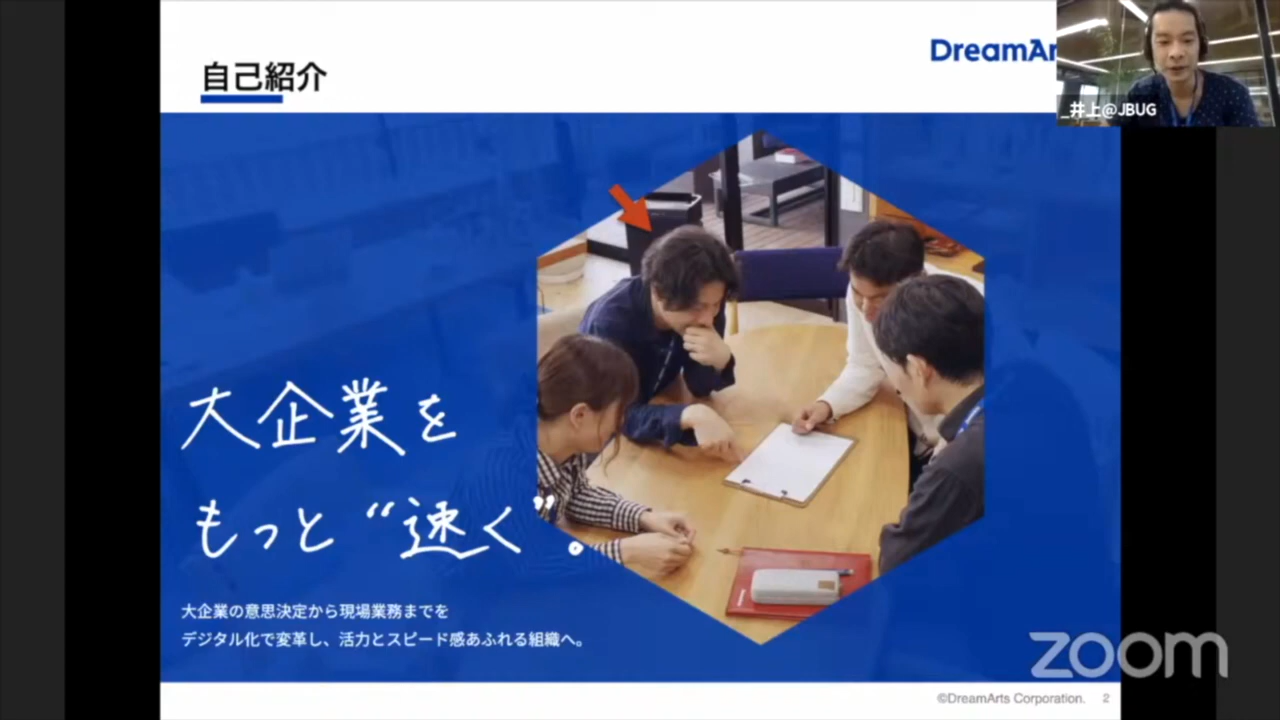 自己紹介
DreamAr
_井上@JBUG
大企業を
もっと“速く”。
大企業の意思決定から現場業務までを
デジタル化で変革し、活力とスピード感あふれる組織へ。
zoom
©DreamArts Corporation. 2